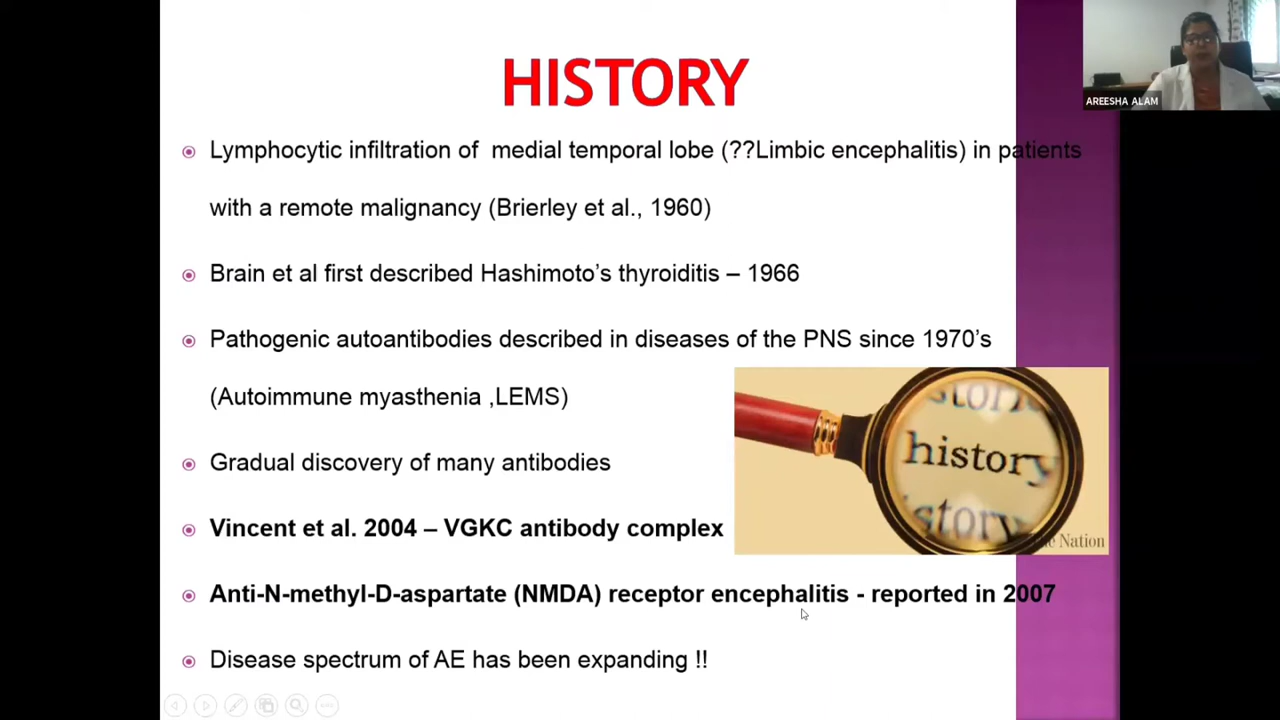 HISTORY
AREESHA ALAM
Lymphocytic infiltration of medial temporal lobe (??Limbic encephalitis) in patients
with a remote malignancy (Brierley et al., 1960)
Brain et al first described Hashimoto’s thyroiditis – 1966
Pathogenic autoantibodies described in diseases of the PNS since 1970’s
(Autoimmune myasthenia ,LEMS)
history
Gradual discovery of many antibodies
Vincent et al. 2004 – VGKC antibody complex
Nation
Anti-N-methyl-D-aspartate (NMDA) receptor encephalitis - reported in 2007
Disease spectrum of AE has been expanding !!